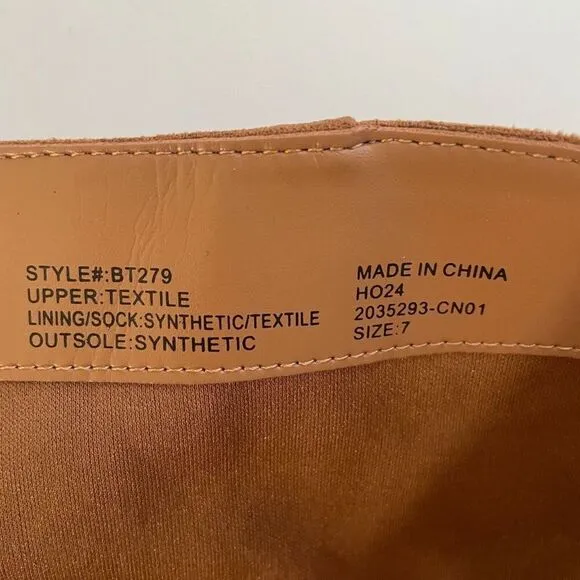 STYLE#:BT279
UPPER:TEXTILE
LINING/SOCK:SYNTHETIC/TEXTILE
OUTSOLE:SYNTHETIC
MADE IN CHINA
HO24
2035293-CN01
SIZE:7